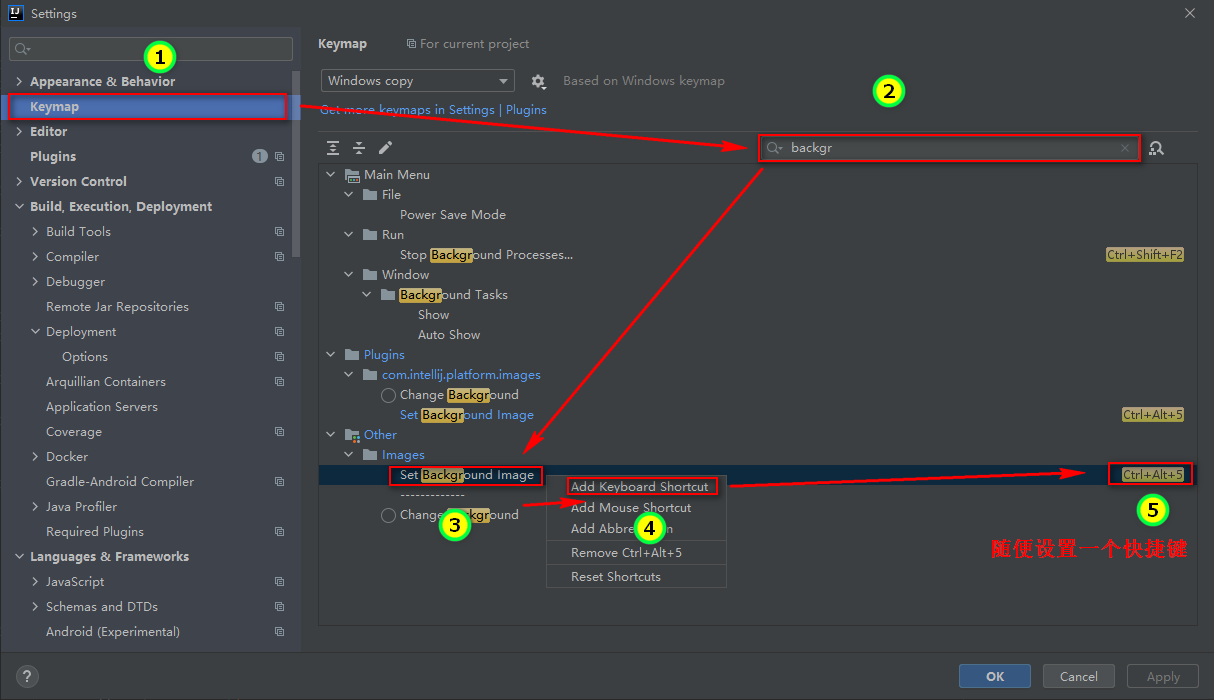 IJ Settings
Keymap For current project
1
Appearance & Behavior
Windows copy Based on Windows keymap
2
Keymap
Get more keymaps in Settings | Plugins
Editor
backgr
Plugins 1
Version Control
Build, Execution, Deployment
Build Tools
Compiler
Debugger
Remote Jar Repositories
Deployment
Options
Arquillian Containers
Application Servers
Coverage
Docker
Gradle-Android Compiler
Java Profiler
Required Plugins
Languages & Frameworks
JavaScript
Schemas and DTDs
Android (Experimental)
Main Menu
File
Power Save Mode
Run
Stop Background Processes... Ctrl+Shift+F2
Window
Background Tasks
Show
Auto Show
Plugins
com.intellij.platform.images
Change Background
Set Background Image Ctrl+Alt+5
Other
Images
Set Background Image Ctrl+Alt+5
-------------
3
Add Keyboard Shortcut
Add Mouse Shortcut
4
Remove Ctrl+Alt+5
Reset Shortcuts
5
随便设置一个快捷键
?
OK Cancel Apply